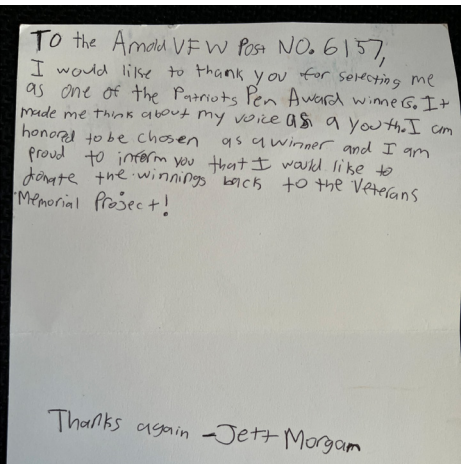 To the Arnold VFW Post NO. 6157,
I would like to thank you for selecting me
as one of the Patriots Pen Award winners. It
made me think about my voice as a youth. I am
honored to be chosen as a winner and I am
proud to inform you that I would like to
donate the winnings back to the Veterans
Memorial Project!
Thanks again - Jett Morgan